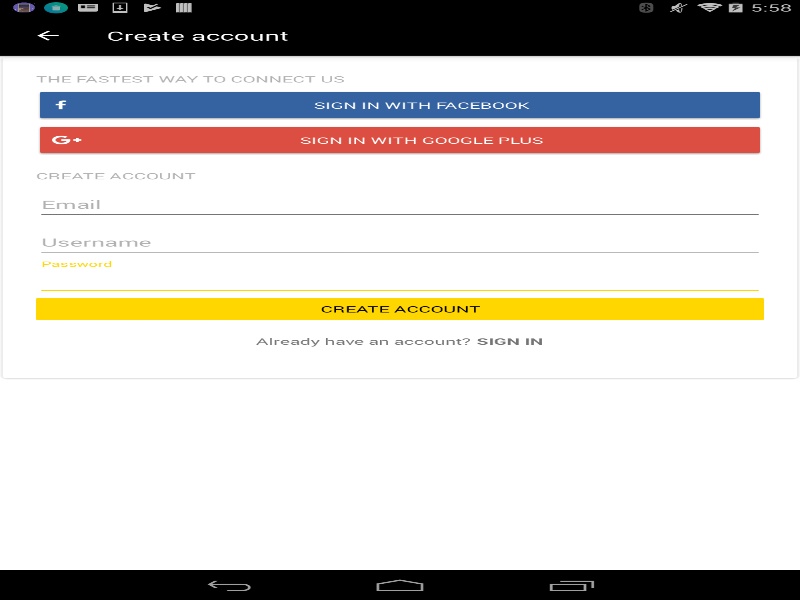 5:58
Create account
THE FASTEST WAY TO CONNECT US
f SIGN IN WITH FACEBOOK
G+ SIGN IN WITH GOOGLE PLUS
CREATE ACCOUNT
Email
Username
Password
CREATE ACCOUNT
Already have an account? SIGN IN